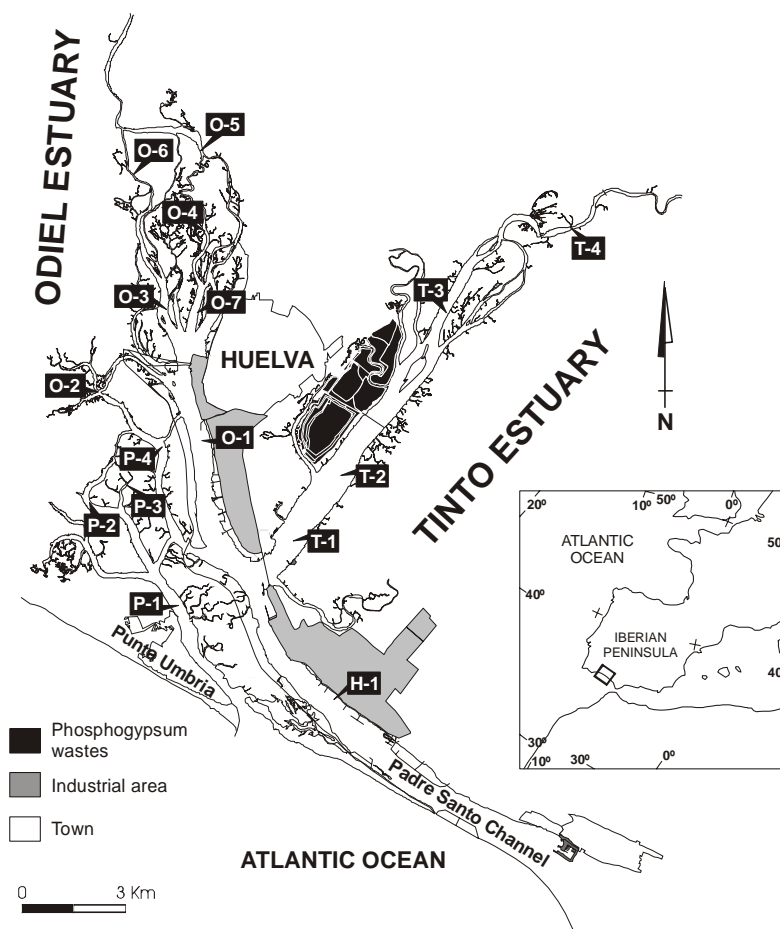 ODIEL ESTUARY
O-5
O-6
O-4
T-4
T-3
O-3
O-7
HUELVA
TINTO ESTUARY
N
O-2
O-1
P-4
T-2
P-3
P-2
T-1
P-1
Punta Umbria
H-1
Padre Santo Channel
ATLANTIC OCEAN
20º
10º
50º
0º
ATLANTIC
OCEAN
50
40º
IBERIAN
PENINSULA
40
30º
10º
30º
0º
Phosphogypsum
wastes
Industrial area
Town
0 3 Km